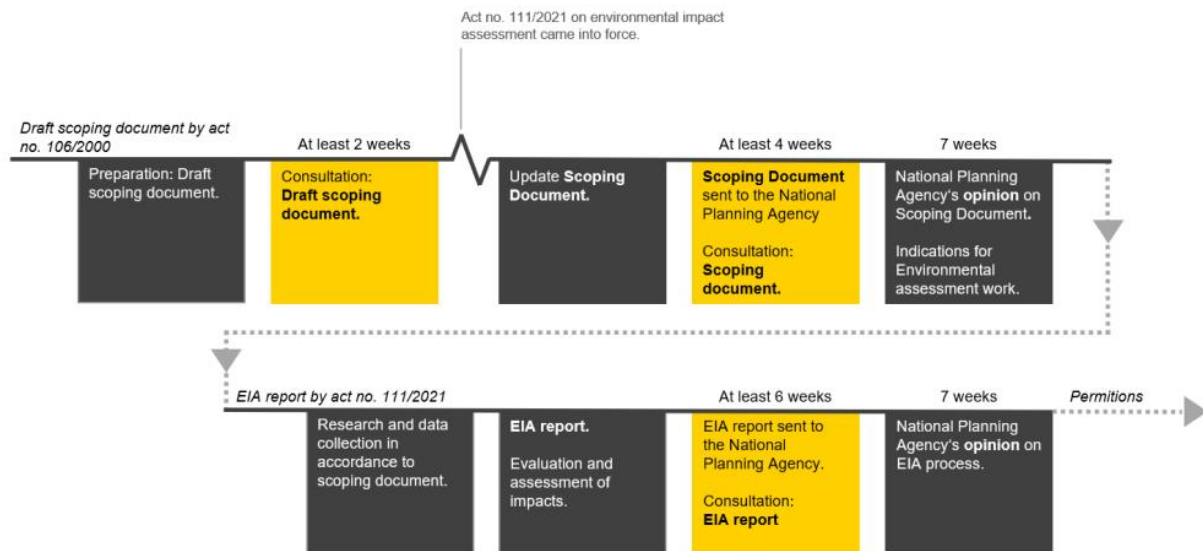 Act no. 111/2021 on environmental impact
assessment came into force.
Draft scoping document by act
no. 106/2000
At least 2 weeks
At least 4 weeks
7 weeks
Preparation: Draft
scoping document.
Consultation:
Draft scoping
document.
Update Scoping
Document.
Scoping Document
sent to the National
Planning Agency
Consultation:
Scoping
document.
National Planning
Agency's opinion on
Scoping Document.
Indications for
Environmental
assessment work.
EIA report by act no. 111/2021
At least 6 weeks
7 weeks
Permitions
Research and data
collection in
accordance to
scoping document.
EIA report.
Evaluation and
assessment of
impacts.
EIA report sent to
the National
Planning Agency.
Consultation:
EIA report
National Planning
Agency's opinion on
EIA process.